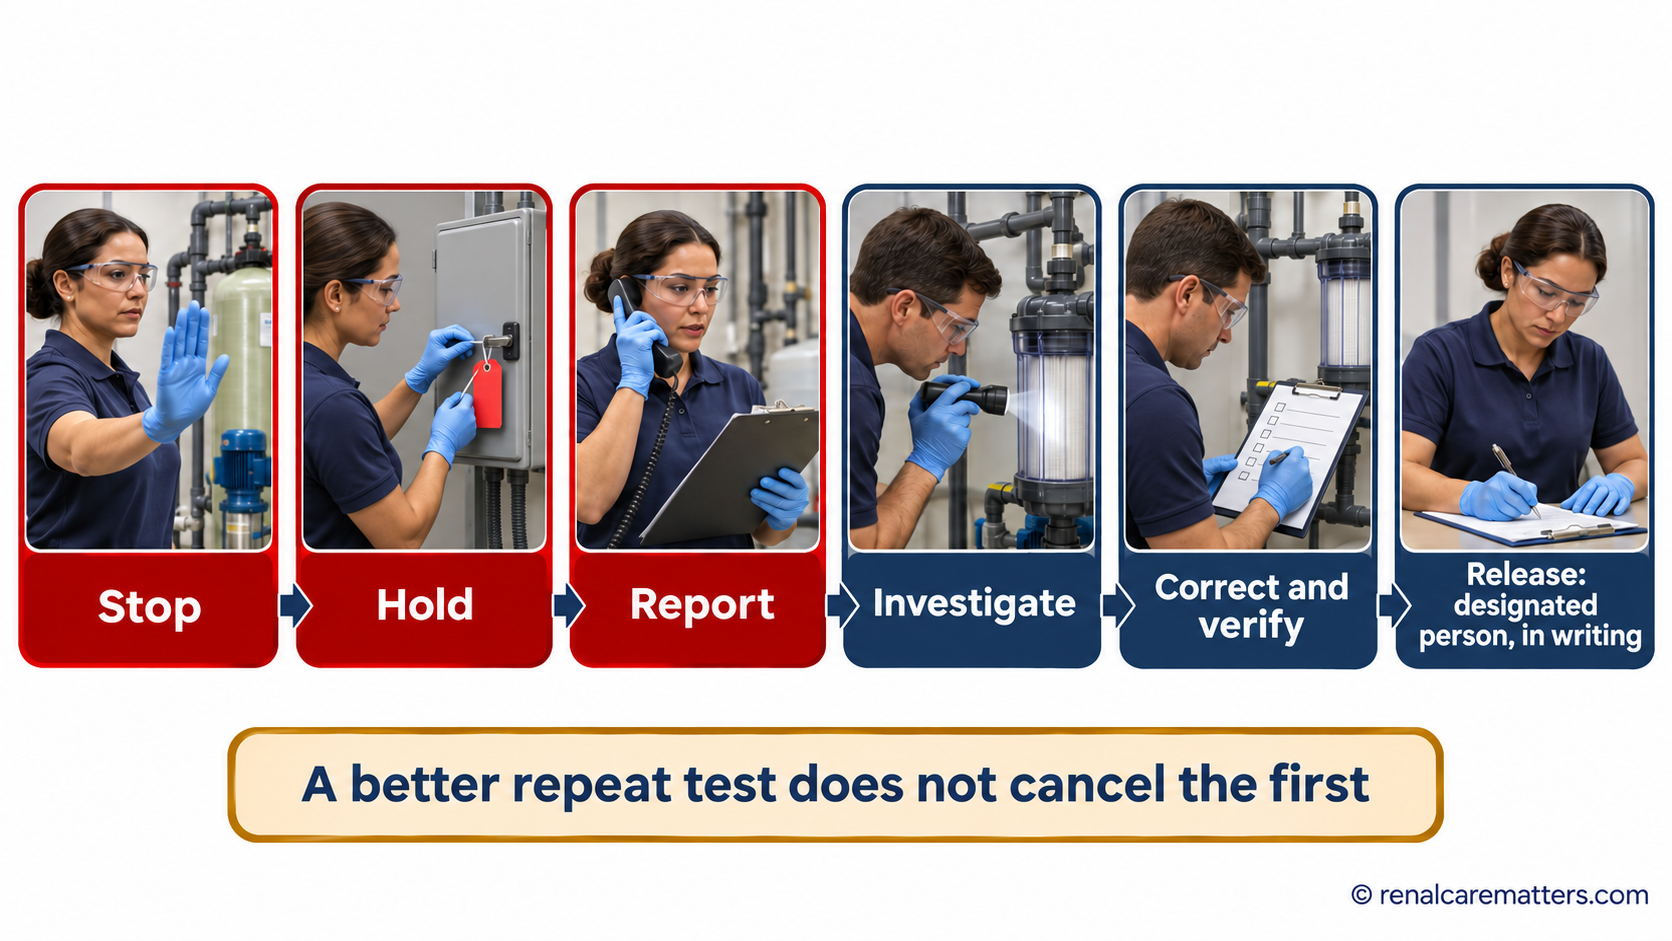 Stop
Hold
Report
Investigate
Correct and
verify
Release:
designated
person, in writing
A better repeat test does not cancel the first
© renalcarematters.com